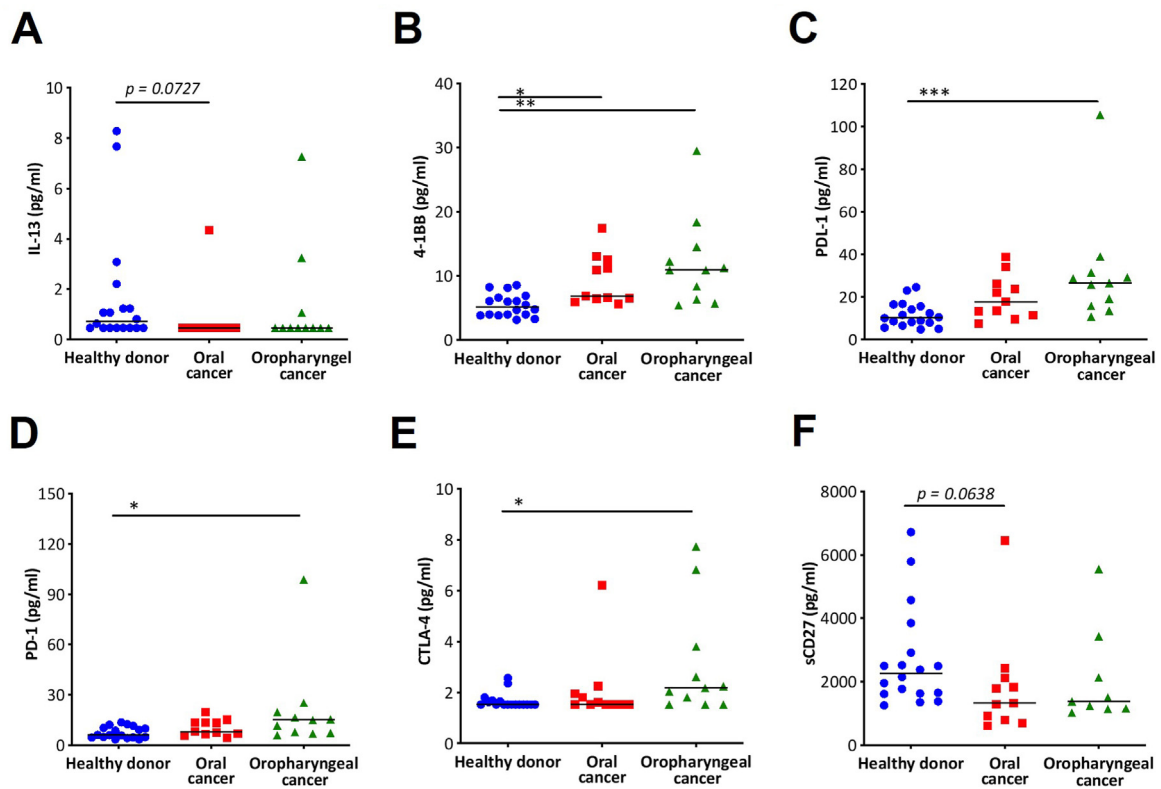 A
IL-13 (pg/ml)
10
8
6
4
2
0
p = 0.0727
Healthy donor
Oral
cancer
Oropharyngel
cancer
B
4-1BB (pg/ml)
40
30
20
10
0
*
**
Healthy donor
Oral
cancer
Oropharyngeal
cancer
C
PDL-1 (pg/ml)
120
100
80
60
40
20
0
***
Healthy donor
Oral
cancer
Oropharyngeal
cancer
D
PD-1 (pg/ml)
150
120
90
60
30
0
*
Healthy donor
Oral
cancer
Oropharyngeal
cancer
E
CTLA-4 (pg/ml)
10
8
6
4
2
0
*
Healthy donor
Oral
cancer
Oropharyngeal
cancer
F
sCD27 (pg/ml)
8000
6000
4000
2000
0
p = 0.0638
Healthy donor
Oral
cancer
Oropharyngeal
cancer